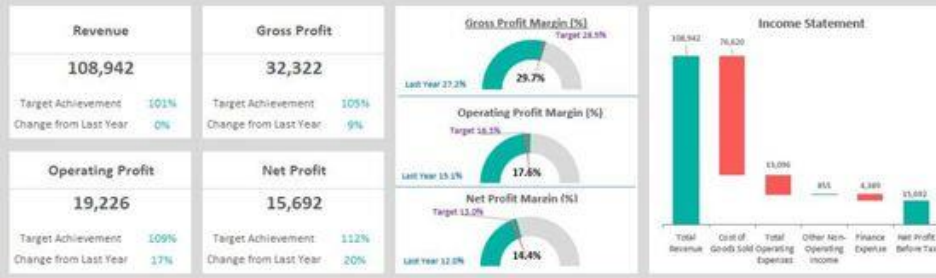 Revenue
108,942
Target Achievement 101%
Change from Last Year 0%
Gross Profit
32,322
Target Achievement 105%
Change from Last Year 9%
Operating Profit
19,226
Target Achievement 109%
Change from Last Year 17%
Net Profit
15,692
Target Achievement 112%
Change from Last Year 20%
Gross Profit Margin (%)
Target 28.5%
Last Year 27.2%
29.7%
Operating Profit Margin (%)
Target 16.3%
Last Year 15.1%
17.6%
Net Profit Margin (%)
Target 13.0%
Last Year 12.0%
14.4%
Income Statement
108,942
76,620
13,096
855
4,389
15,692
Total Revenue
Cost of Goods Sold
Total Operating Expenses
Other Non-Operating Income
Finance Expense
Net Profit Before Tax